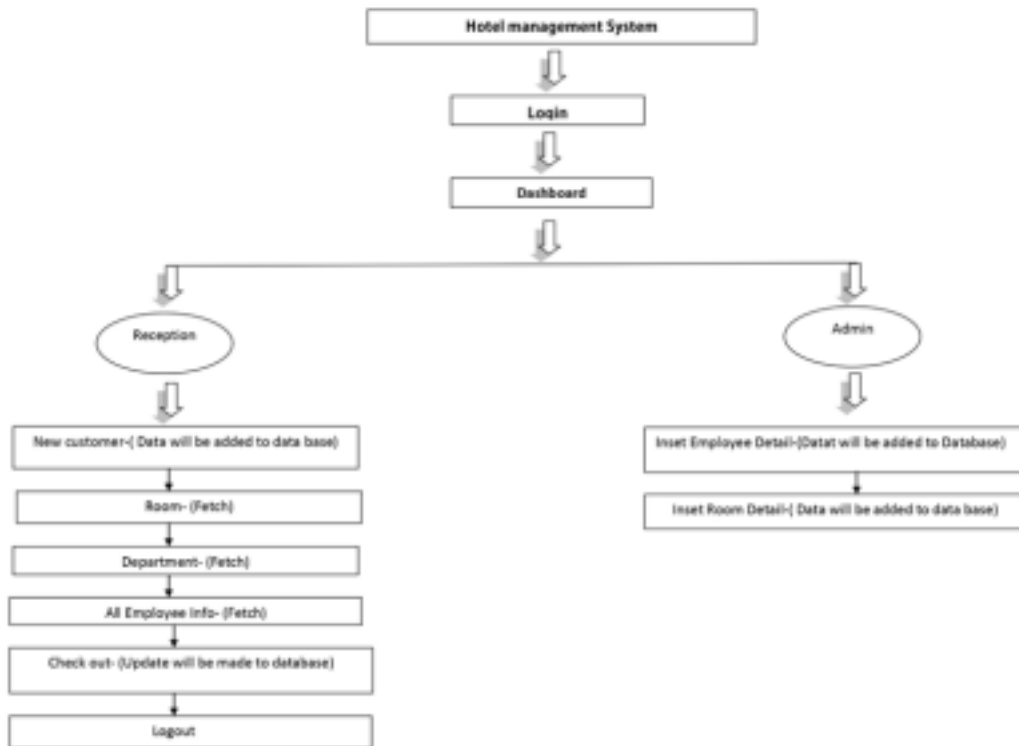 Hotel management System
Login
Dashboard
Reception
Admin
New customer-( Data will be added to data base)
Room- (Fetch)
Department- (Fetch)
All Employee Info- (Fetch)
Check out- (Update will be made to database)
Logout
Inset Employee Detail-(Datat will be added to Database)
Inset Room Detail-( Data will be added to data base)